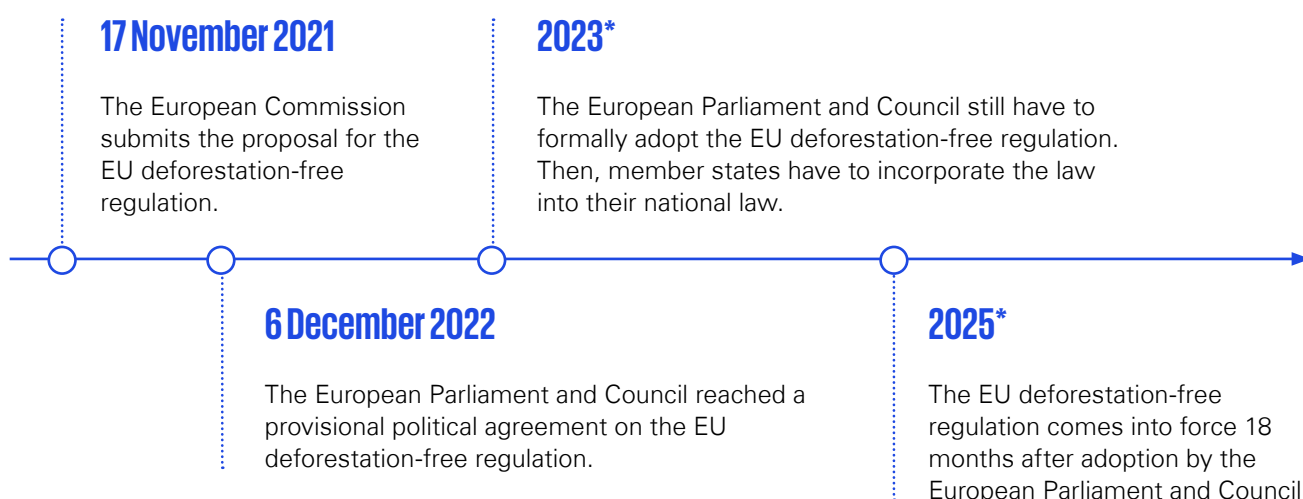 17 November 2021
The European Commission
submits the proposal for the
EU deforestation-free
regulation.
2023*
The European Parliament and Council still have to
formally adopt the EU deforestation-free regulation.
Then, member states have to incorporate the law
into their national law.
6 December 2022
The European Parliament and Council reached a
provisional political agreement on the EU
deforestation-free regulation.
2025*
The EU deforestation-free
regulation comes into force 18
months after adoption by the
European Parliament and Council